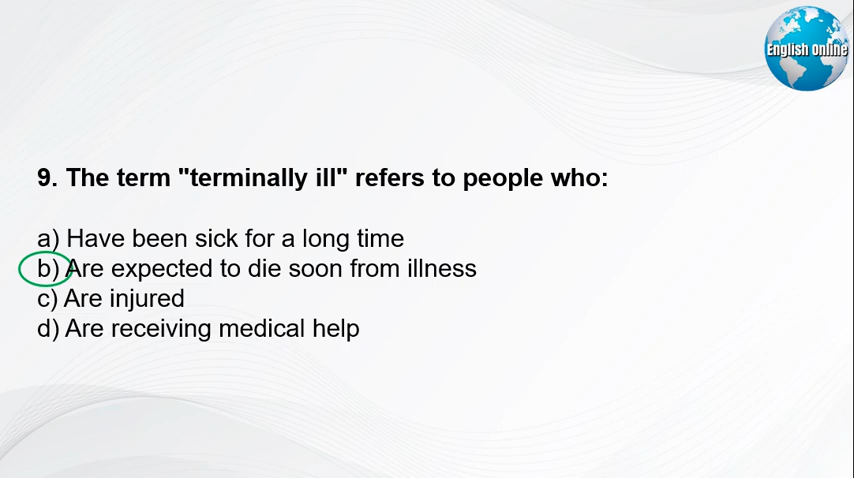 English Online
9. The term "terminally ill" refers to people who:
a) Have been sick for a long time
b) Are expected to die soon from illness
c) Are injured
d) Are receiving medical help